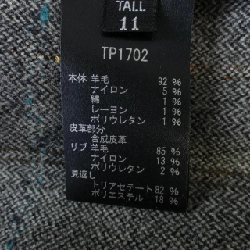 TALL
11
TP1702
本体 羊毛 92 %
ナイロン 5 %
綿 1 %
レーヨン 1 %
ポリウレタン 1 %
皮革部分
合成皮革
リブ 羊毛 85 %
ナイロン 13 %
ポリウレタン 2 %
見返し
トリアセテート 82 %
ポリエステル 18 %